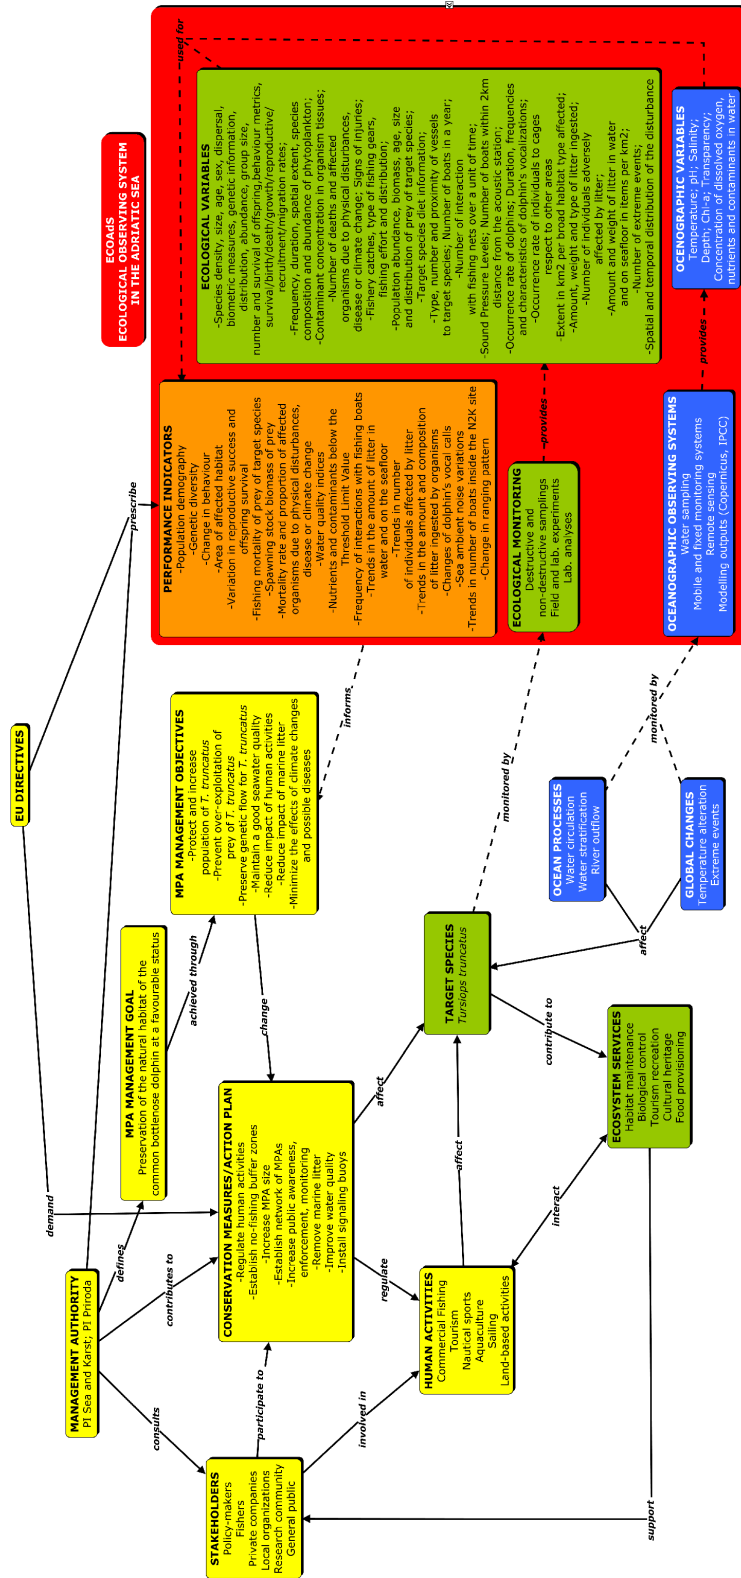 ECOAdS
ECOLOGICAL OBSERVING SYSTEM
IN THE ADRIATIC SEA
EU DIRECTIVES
MANAGEMENT AUTHORITY
PI Sea and Karst; PI Priroda
MPA MANAGEMENT GOAL
Preservation of the natural habitat of the
common bottlenose dolphin at a favourable status
MPA MANAGEMENT OBJECTIVES
-Protect and increase
population of T. truncatus
-Prevent over-exploitation of
prey of T. truncatus
-Preserve genetic flow for T. truncatus
-Maintain a good seawater quality
-Reduce impact of human activities
-Reduce impact of marine litter
-Minimize the effects of climate changes
and possible diseases
PERFORMANCE INDICATORS
-Population demography
-Genetic diversity
-Change in behaviour
-Area of affected habitat
-Variation in reproductive success and
offspring survival
-Fishing mortality of prey of target species
-Spawning stock biomass of prey
-Mortality rate and proportion of affected
organisms due to physical disturbances,
disease or climate change
-Water quality indices
-Nutrients and contaminants below the
Threshold Limit Value
-Frequency of interactions with fishing boats
-Trends in the amount of litter in
water and on the seafloor
-Trends in number
of individuals affected by litter
-Trends in the amount and composition
of litter ingested by organisms
-Changes of dolphin's vocal calls
-Sea ambient noise variations
-Trends in number of boats inside the N2K site
-Change in ranging pattern
ECOLOGICAL VARIABLES
-Species density, size, age, sex, dispersal,
biometric measures, genetic information,
distribution, abundance, group size,
number and survival of offspring,behaviour metrics,
survival/birth/death/growth/reproductive/
recruitment/migration rates;
-Frequency, duration, spatial extent, species
composition and abundance of phytoplankton;
-Contaminant concentration in organism tissues;
-Number of deaths and affected
organisms due to physical disturbances,
disease or climate change; Signs of injuries;
-Fishery catches, type of fishing gears,
fishing effort and distribution;
-Population abundance, biomass, age, size
and distribution of prey of target species;
-Target species diet information;
-Type, number and proximity of vessels
to target species; Number of boats in a year;
-Number of interaction
with fishing nets over a unit of time;
-Sound Pressure Levels; Number of boats within 2km
distance from the acoustic station;
-Occurrence rate of dolphins; Duration, frequencies
and characteristics of dolphin's vocalizations;
-Occurrence rate of individuals to cages
respect to other areas
-Extent in km2 per broad habitat type affected;
-Amount, weight and type of litter ingested;
-Number of individuals adversely
affected by litter;
-Amount and weight of litter in water
and on seafloor in items per km2;
-Number of extreme events;
-Spatial and temporal distribution of the disturbance
STAKEHOLDERS
Policy-makers
Fishers
Private companies
Local organizations
Research community
General public
CONSERVATION MEASURES/ACTION PLAN
-Regulate human activities
-Establish no-fishing buffer zones
-Increase MPA size
-Establish network of MPAs
-Increase public awareness,
enforcement, monitoring
-Remove marine litter
-Improve water quality
-Install signaling buoys
HUMAN ACTIVITIES
Commercial Fishing
Tourism
Nautical sports
Aquaculture
Sailing
Land-based activities
TARGET SPECIES
Tursiops truncatus
ECOLOGICAL MONITORING
Destructive and
non-destructive samplings
Field and lab. experiments
Lab. analyses
ECOSYSTEM SERVICES
Habitat maintenance
Biological control
Tourism recreation
Cultural heritage
Food provisioning
OCEAN PROCESSES
Water circulation
Water stratification
River outflow
GLOBAL CHANGES
Temperature alteration
Extreme events
OCEANOGRAPHIC OBSERVING SYSTEMS
Water sampling
Mobile and fixed monitoring systems
Remote sensing
Modelling outputs (Copernicus, IPCC)
OCENOGRAPHIC VARIABLES
Temperature; pH; Salinity;
Depth; Chl-a; Transparency;
Concentration of dissolved oxygen,
nutrients and contaminants in water
demand
prescribe
used for
defines
achieved through
consults
contributes to
change
informs
participate to
involved in
regulate
affect
affect
interact
contribute to
monitored by
monitored by
affect
provides
provides
support